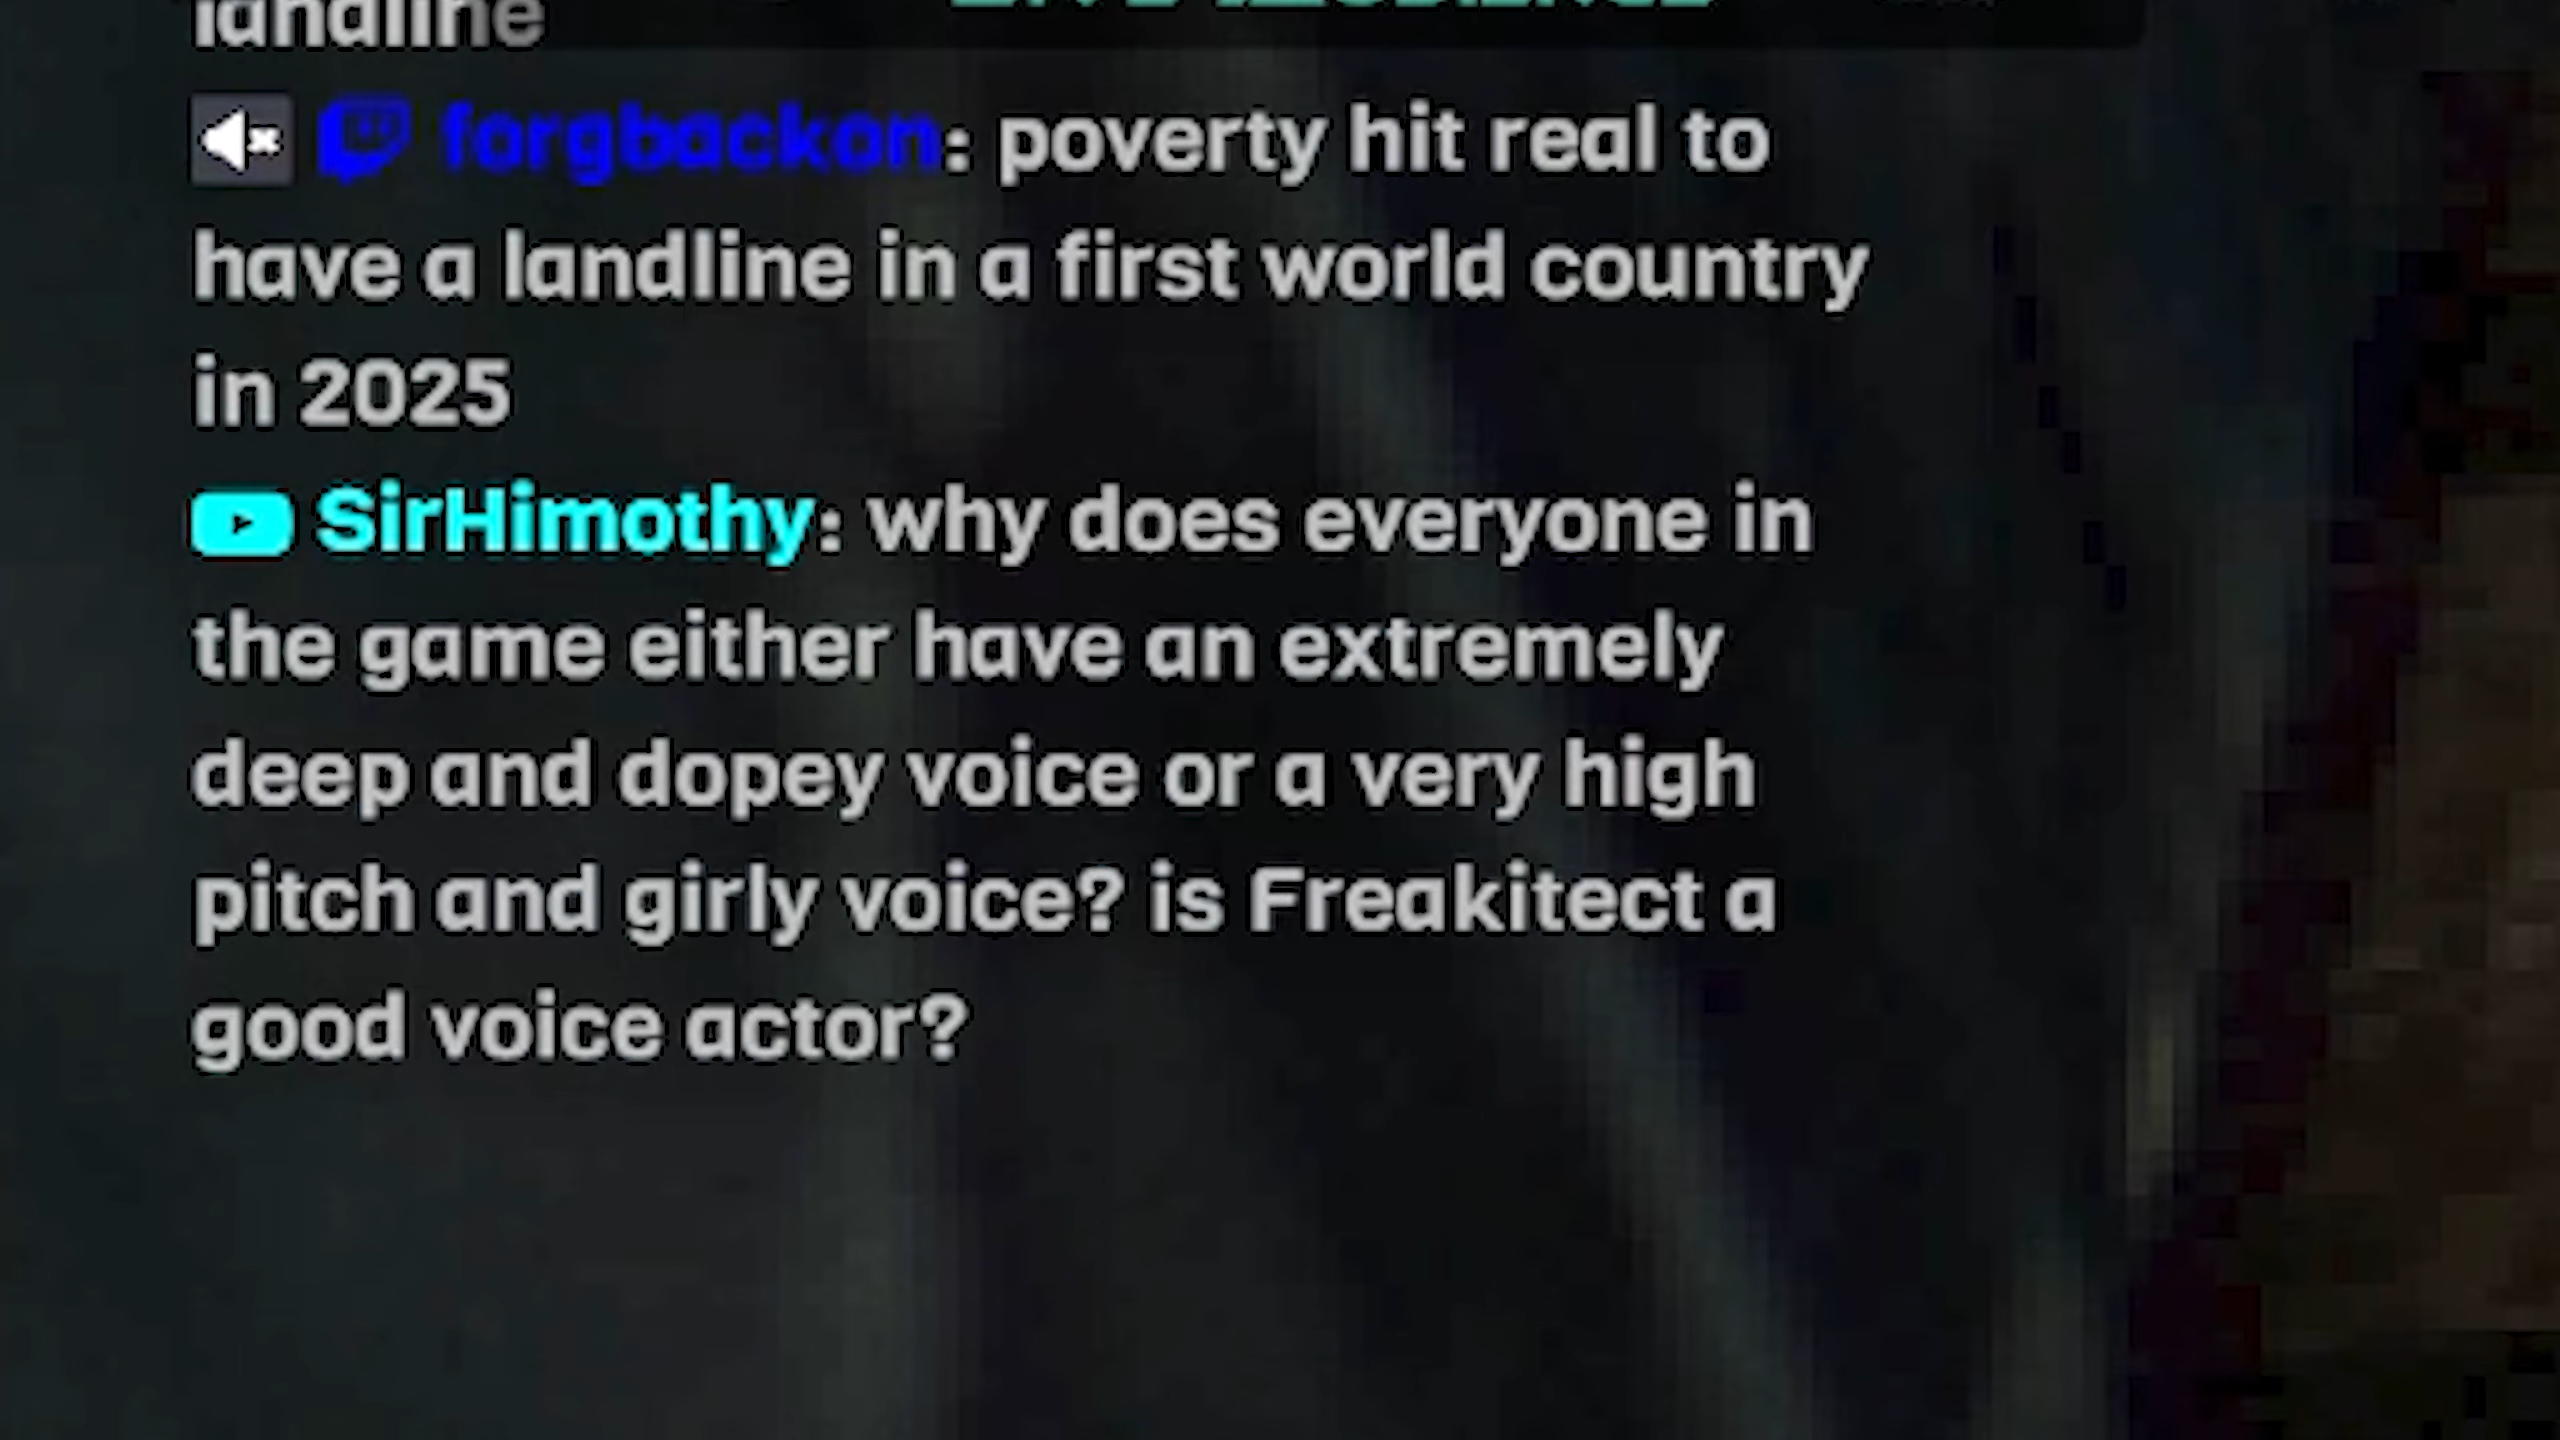 landline
forgbackon: poverty hit real to
have a landline in a first world country
in 2025
SirHimothy: why does everyone in
the game either have an extremely
deep and dopey voice or a very high
pitch and girly voice? is Freakitect a
good voice actor?